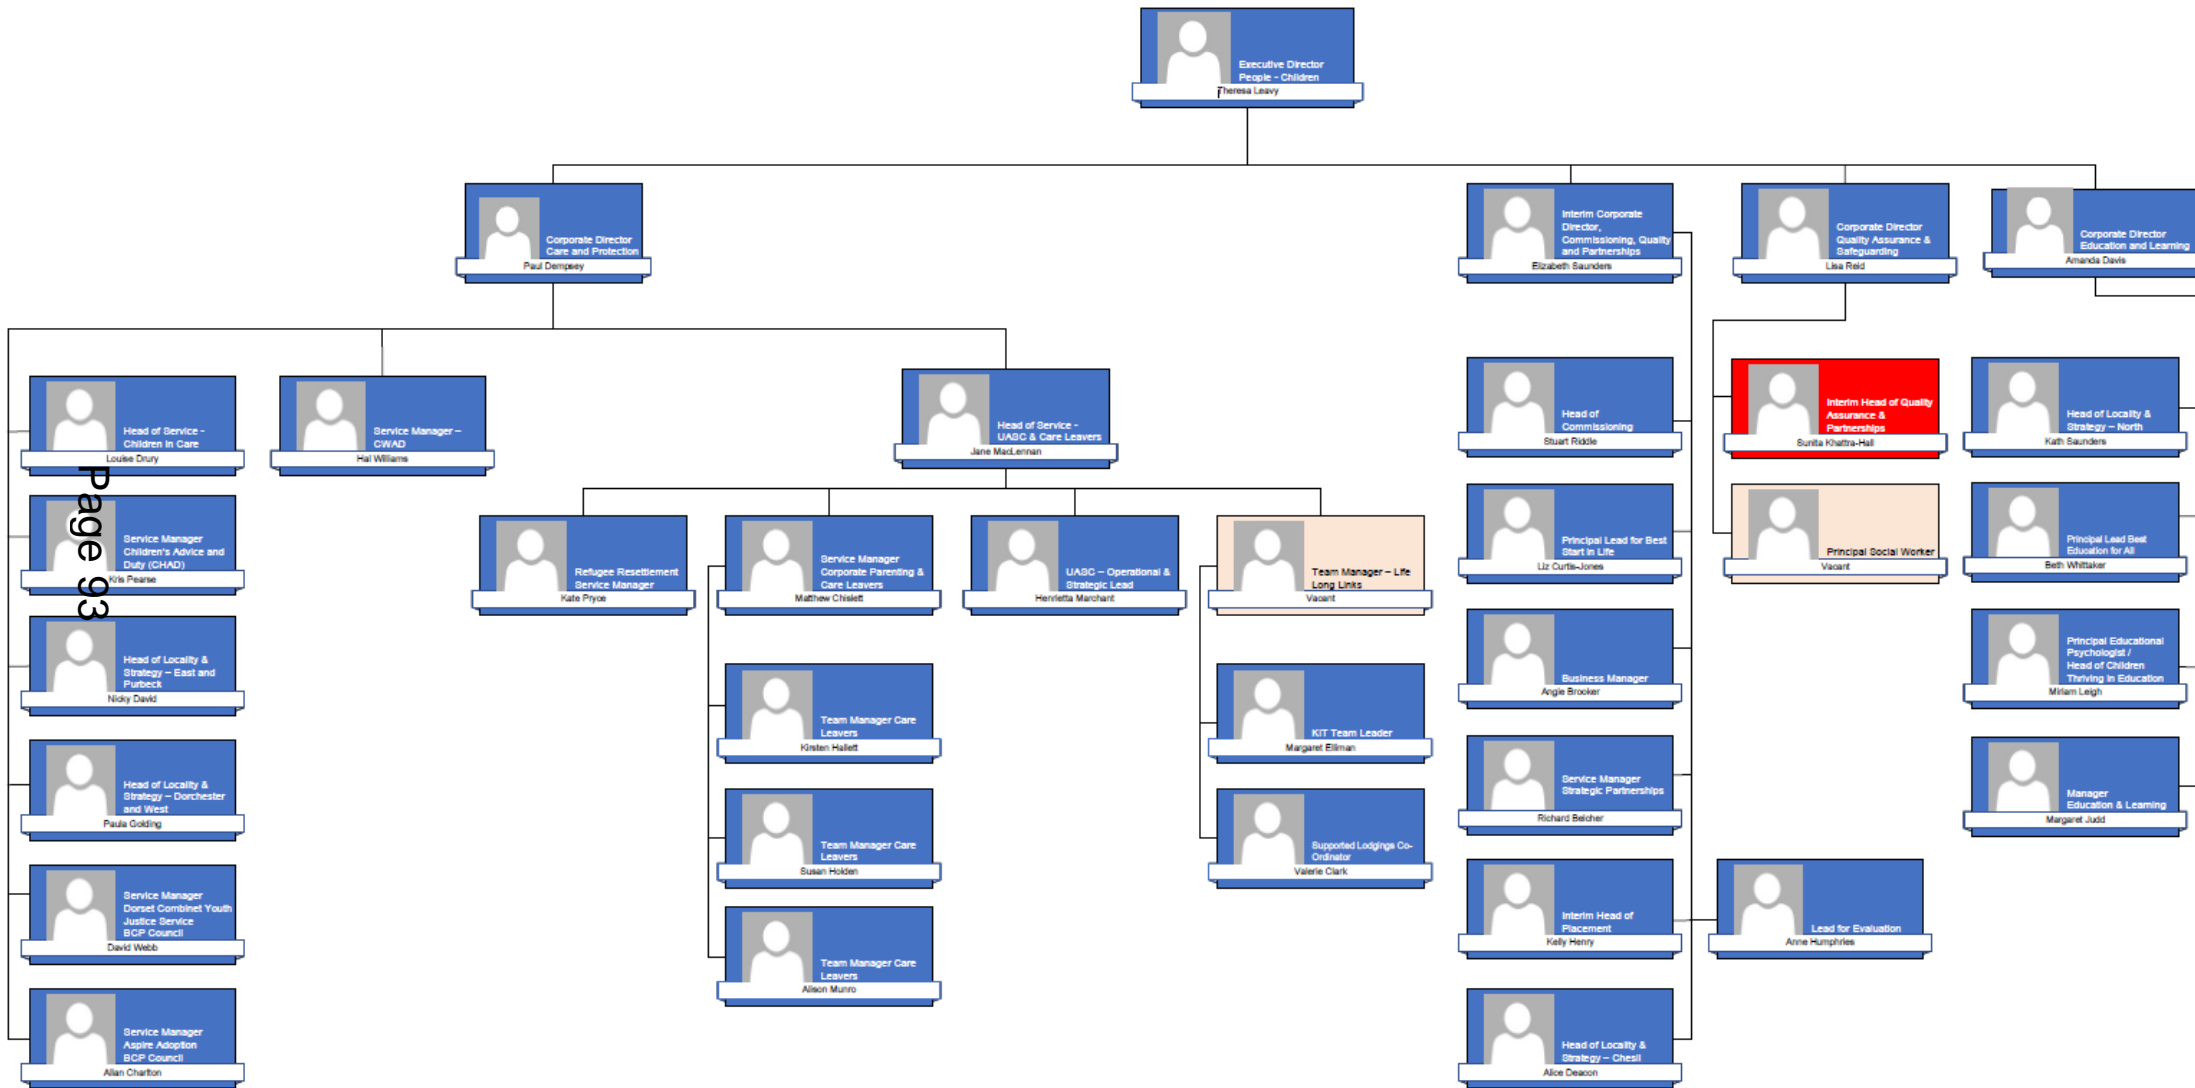 Executive Director
People - Children
Theresa Leavy
Corporate Director
Care and Protection
Paul Dempsey
Interim Corporate
Director,
Commissioning, Quality
and Partnerships
Elizabeth Saunders
Corporate Director
Quality Assurance &
Safeguarding
Lisa Reid
Corporate Director
Education and Learning
Amanda Davis
Head of Service -
Children in Care
Louise Drury
Service Manager –
CWAD
Hal Williams
Head of Service -
UASC & Care Leavers
Jane MacLennan
Head of
Commissioning
Stuart Riddle
Interim Head of Quality
Assurance &
Partnerships
Sunita Khattra-Hall
Head of Locality &
Strategy – North
Kath Saunders
Page 93
Service Manager
Children's Advice and
Duty (CHAD)
Kris Pearse
Refugee Resettlement
Service Manager
Kate Pryce
Service Manager
Corporate Parenting &
Care Leavers
Matthew Chislett
UASC – Operational &
Strategic Lead
Henrietta Marchant
Team Manager – Life
Long Links
Vacant
Principal Lead for Best
Start in Life
Liz Curtis-Jones
Principal Social Worker
Vacant
Principal Lead Best
Education for All
Beth Whittaker
Head of Locality &
Strategy – East and
Purbeck
Nicky David
Team Manager Care
Leavers
Kirsten Hallett
KIT Team Leader
Margaret Elliman
Business Manager
Angie Brooker
Principal Educational
Psychologist /
Head of Children
Thriving in Education
Miriam Leigh
Head of Locality &
Strategy – Dorchester
and West
Paula Golding
Team Manager Care
Leavers
Susan Holden
Supported Lodgings Co-
Ordinator
Valerie Clark
Service Manager
Strategic Partnerships
Richard Belcher
Manager
Education & Learning
Margaret Judd
Service Manager
Dorset Combinet Youth
Justice Service
BCP Council
David Webb
Team Manager Care
Leavers
Alison Munro
Interim Head of
Placement
Kelly Henry
Lead for Evaluation
Anne Humphries
Service Manager
Aspire Adoption
BCP Council
Allan Charlton
Head of Locality &
Strategy – Chesil
Alice Deacon